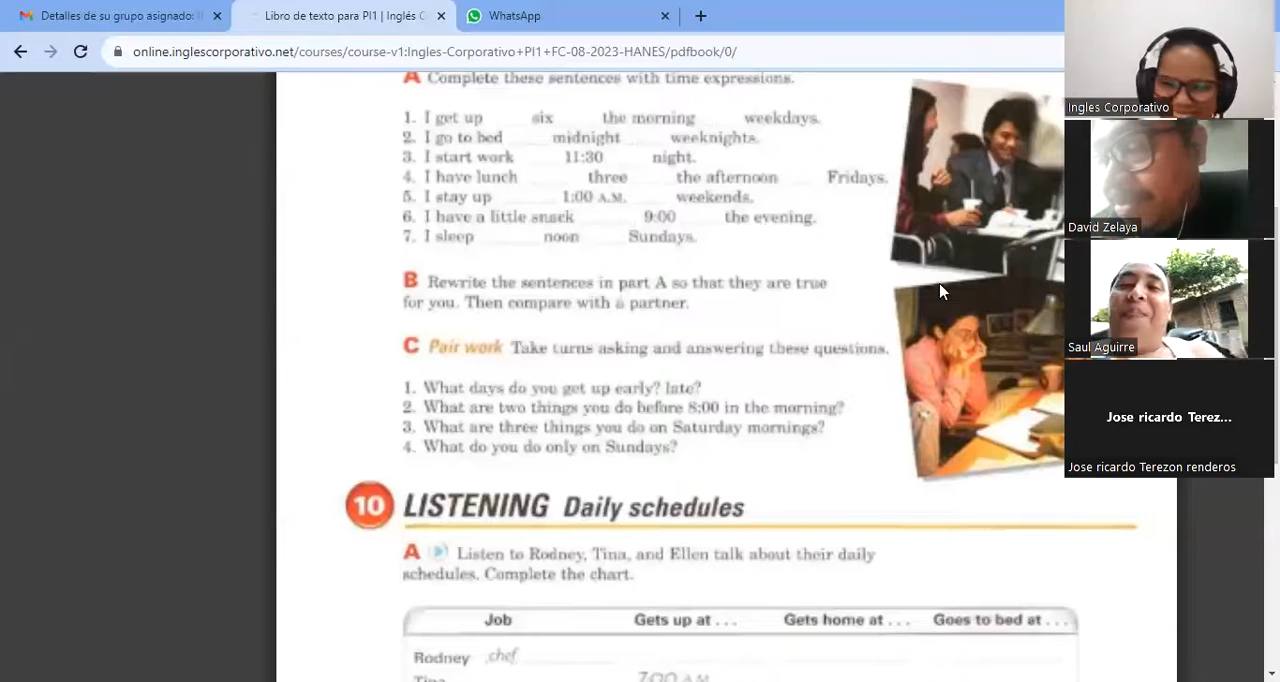 Detalles de su grupo asignado: I
Libro de texto para PI1 | Inglés C
WhatsApp
online.inglescorporativo.net/courses/course-v1:Ingles-Corporativo+PI1+FC-08-2023-HANES/pdfbook/0/
A Complete these sentences with time expressions.
1. I get up six the morning weekdays.
2. I go to bed midnight weeknights.
3. I start work 11:30 night.
4. I have lunch three the afternoon Fridays.
5. I stay up 1:00 A.M. weekends.
6. I have a little snack 9:00 the evening.
7. I sleep noon Sundays.
B Rewrite the sentences in part A so that they are true
for you. Then compare with a partner.
C Pair work Take turns asking and answering these questions.
1. What days do you get up early? late?
2. What are two things you do before 8:00 in the morning?
3. What are three things you do on Saturday mornings?
4. What do you do only on Sundays?
10 LISTENING Daily schedules
A Listen to Rodney, Tina, and Ellen talk about their daily
schedules. Complete the chart.
Job Gets up at . . . Gets home at . . . Goes to bed at . . .
Rodney chef
Tina 7:00 A.M.
Ingles Corporativo
David Zelaya
Saul Aguirre
Jose ricardo Terez...
Jose ricardo Terezon renderos